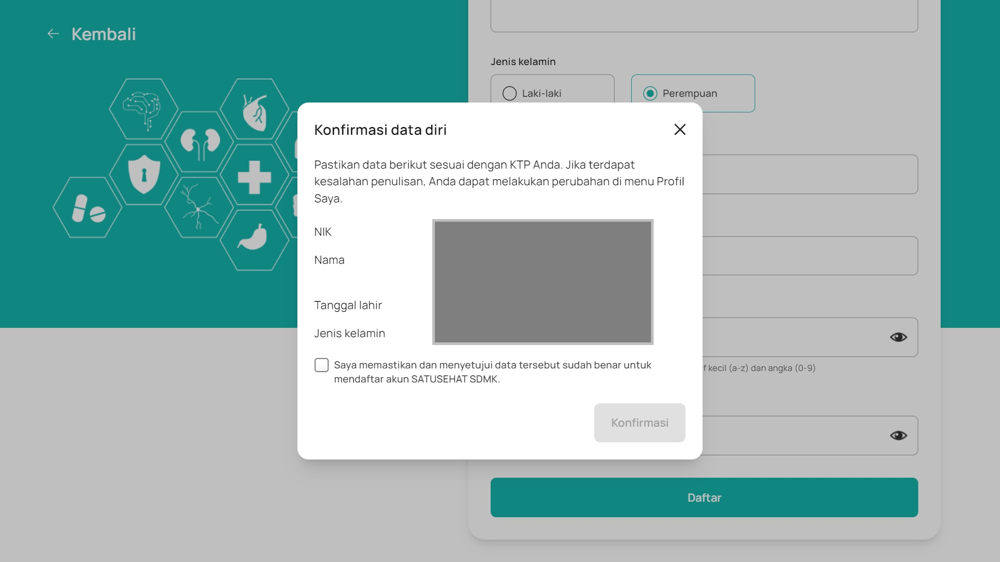 Kembali
Jenis kelamin
Laki-laki
Perempuan
Konfirmasi data diri
Pastikan data berikut sesuai dengan KTP Anda. Jika terdapat
kesalahan penulisan, Anda dapat melakukan perubahan di menu Profil
Saya.
NIK
Nama
Tanggal lahir
Jenis kelamin
Saya memastikan dan menyetujui data tersebut sudah benar untuk
mendaftar akun SATUSEHAT SDMK.
Konfirmasi
f kecil (a-z) dan angka (0-9)
Daftar